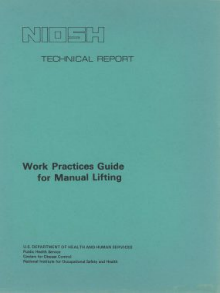 NIOSH
TECHNICAL REPORT
Work Practices Guide
for Manual Lifting
U.S. DEPARTMENT OF HEALTH AND HUMAN SERVICES
Public Health Service
Centers for Disease Control
National Institute for Occupational Safety and Health